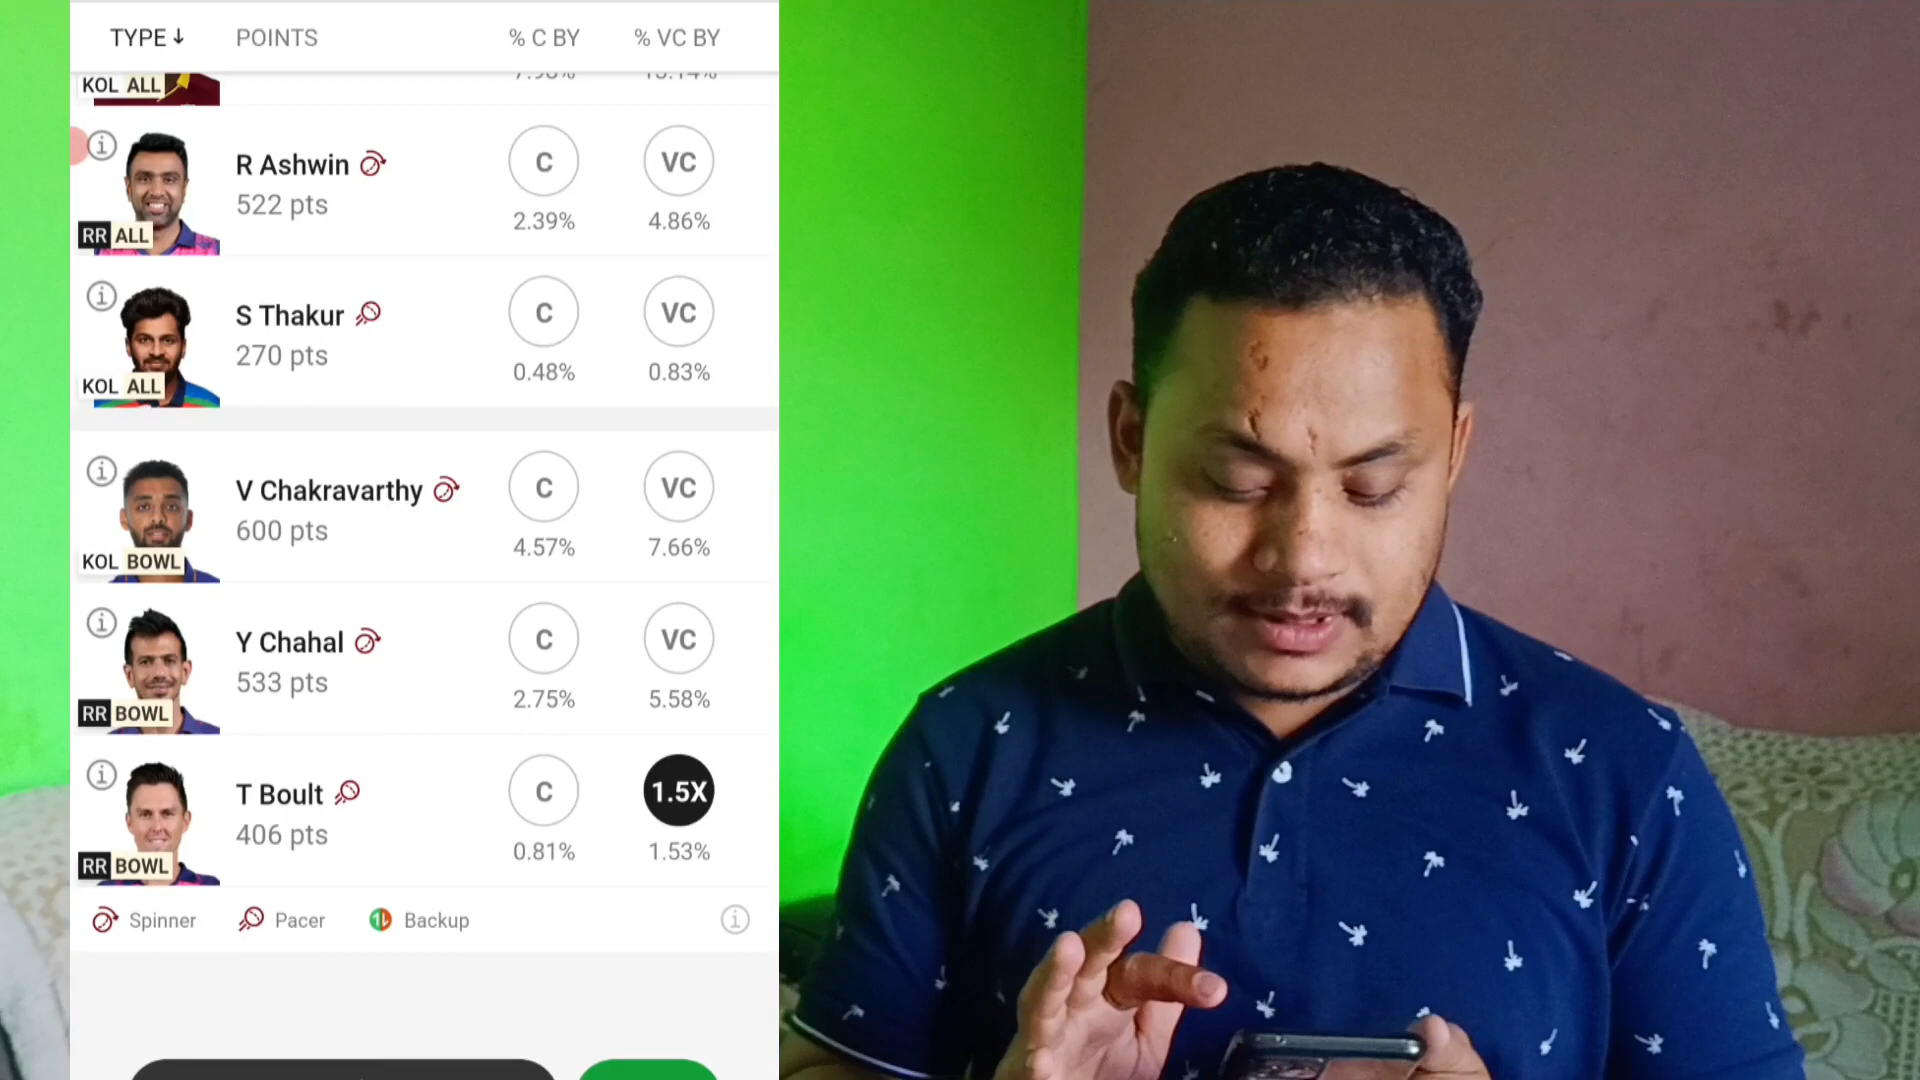 TYPE↓ POINTS % C BY % VC BY
KOL ALL
R Ashwin C VC
522 pts
2.39% 4.86%
RR ALL
S Thakur C VC
270 pts
0.48% 0.83%
KOL ALL
V Chakravarthy C VC
600 pts
4.57% 7.66%
KOL BOWL
Y Chahal C VC
533 pts
2.75% 5.58%
RR BOWL
T Boult C 1.5X
406 pts
0.81% 1.53%
RR BOWL
Spinner Pacer Backup